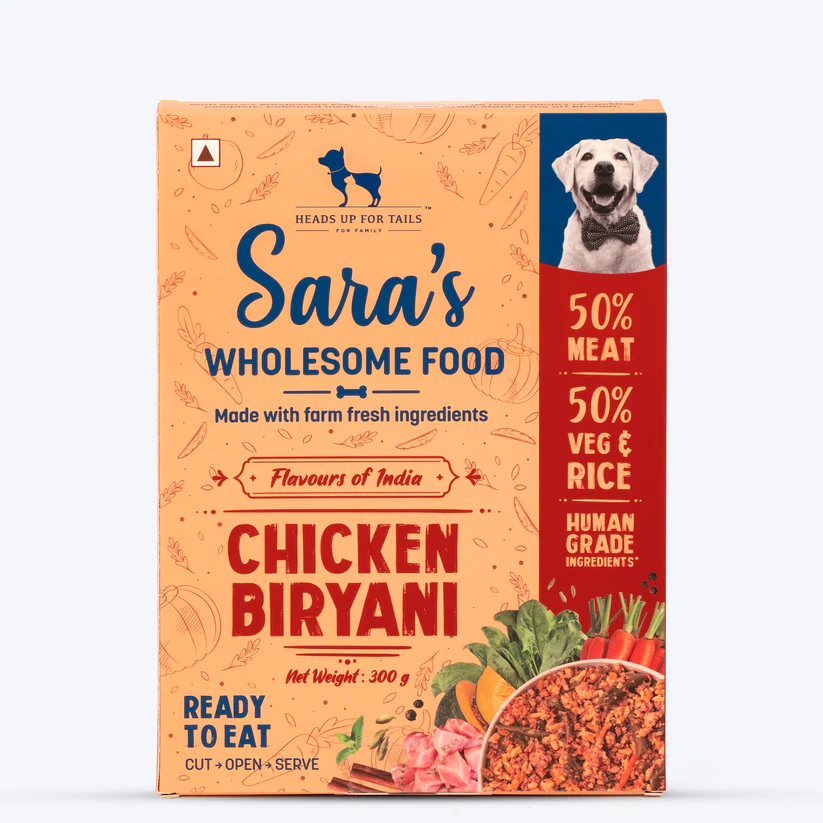 HEADS UP FOR TAILS™
FOR FAMILY
Sara's
WHOLESOME FOOD
Made with farm fresh ingredients
Flavours of India
CHICKEN
BIRYANI
Net Weight: 300 g
READY
TO EAT
CUT → OPEN → SERVE
50%
MEAT
50%
VEG &
RICE
HUMAN
GRADE
INGREDIENTS*